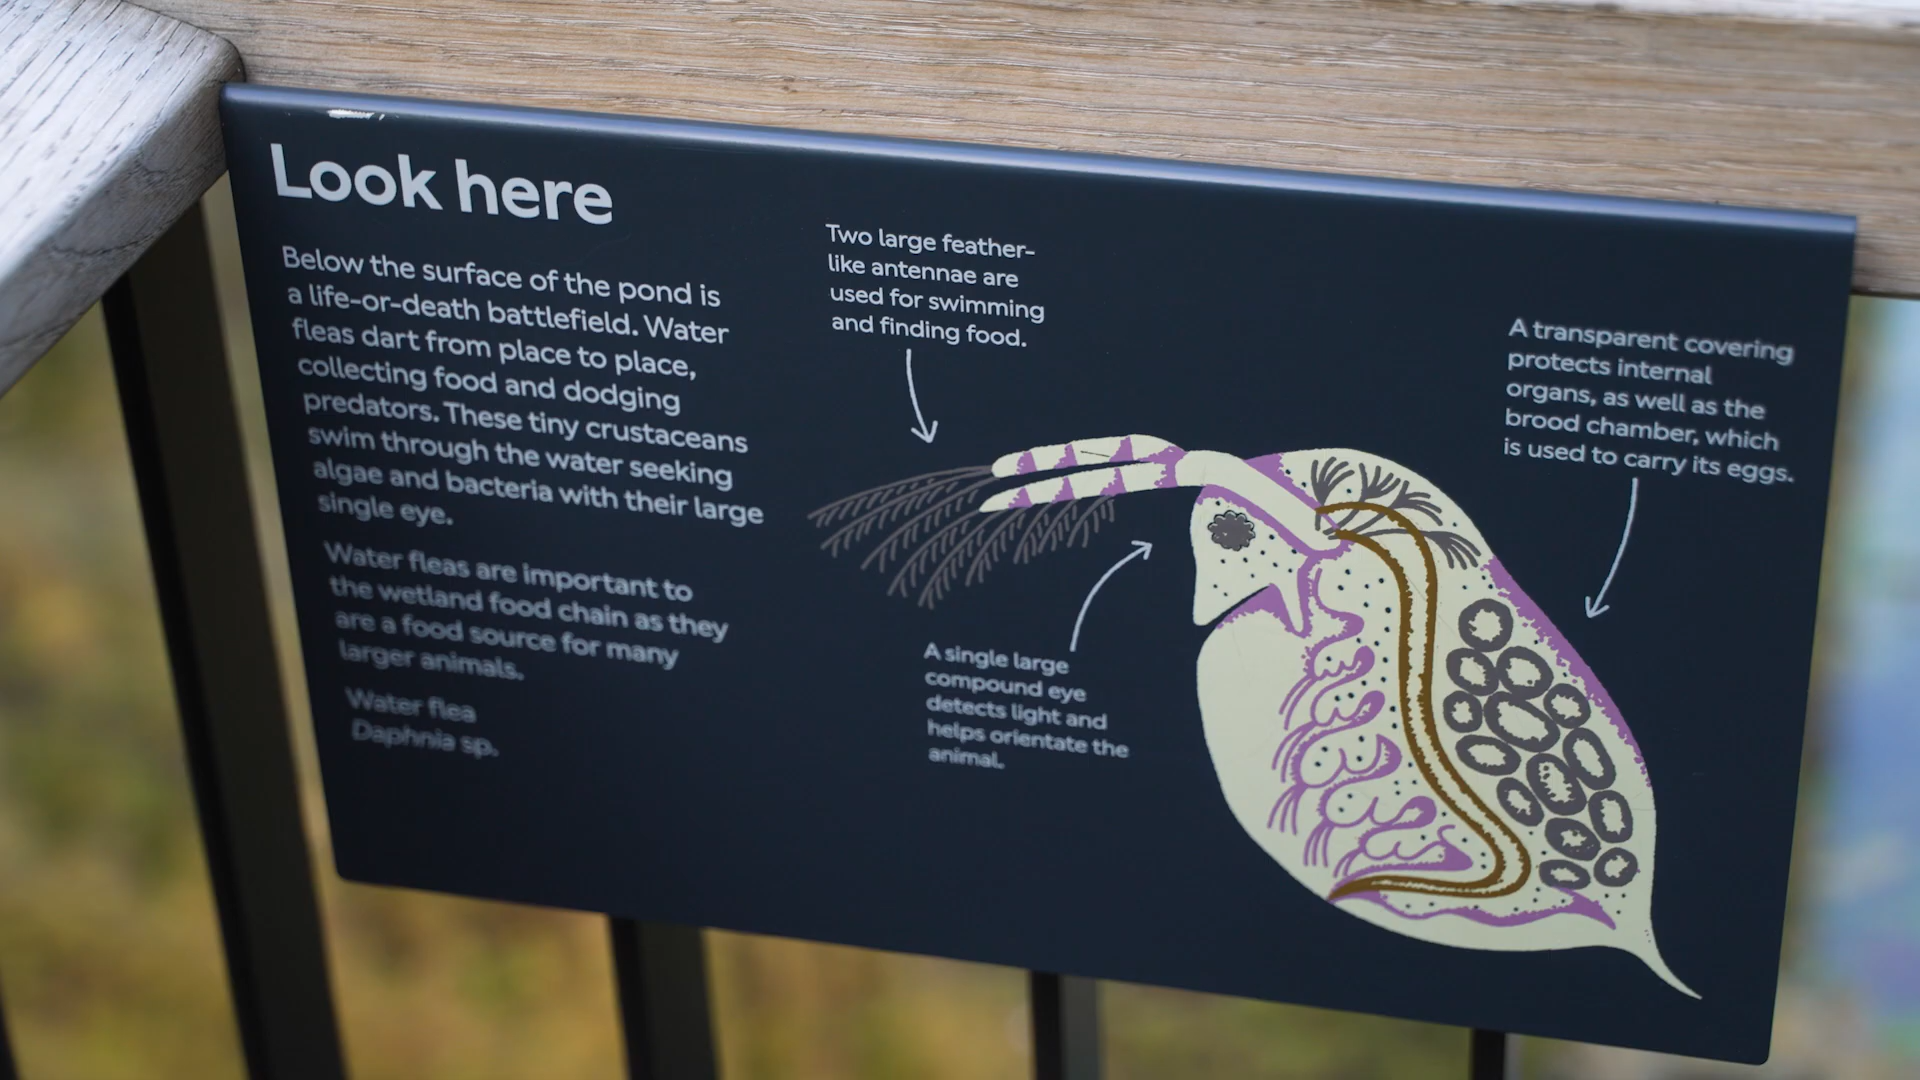 Look here
Below the surface of the pond is
a life-or-death battlefield. Water
fleas dart from place to place,
collecting food and dodging
predators. These tiny crustaceans
swim through the water seeking
algae and bacteria with their large
single eye.
Water fleas are important to
the wetland food chain as they
are a food source for many
larger animals.
Water flea
Daphnia sp.
Two large feather-
like antennae are
used for swimming
and finding food.
A single large
compound eye
detects light and
helps orientate the
animal.
A transparent covering
protects internal
organs, as well as the
brood chamber, which
is used to carry its eggs.